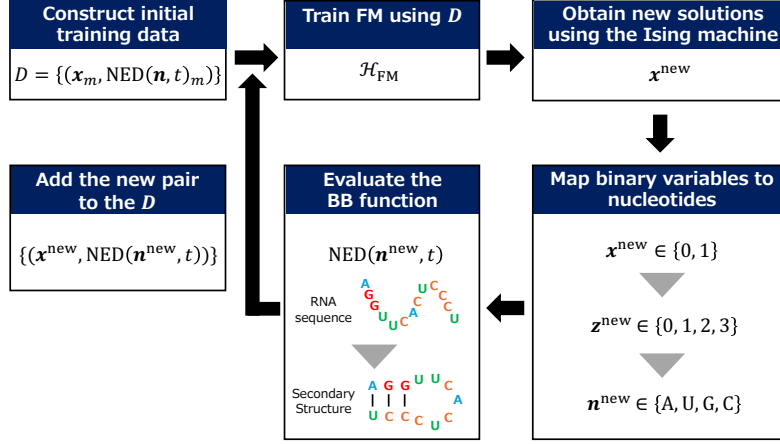 Construct initial
training data
D = {(x_m, NED(n, t)_m)}
Train FM using D
ℋ_FM
Obtain new solutions
using the Ising machine
x^new
Add the new pair
to the D
{(x^new, NED(n^new, t))}
Evaluate the
BB function
NED(n^new, t)
RNA
sequence
A G G U U C A C U C C C U
Secondary
Structure
A G G U U C
A
U C C C U C
Map binary variables to
nucleotides
x^new ∈ {0, 1}
z^new ∈ {0, 1, 2, 3}
n^new ∈ {A, U, G, C}